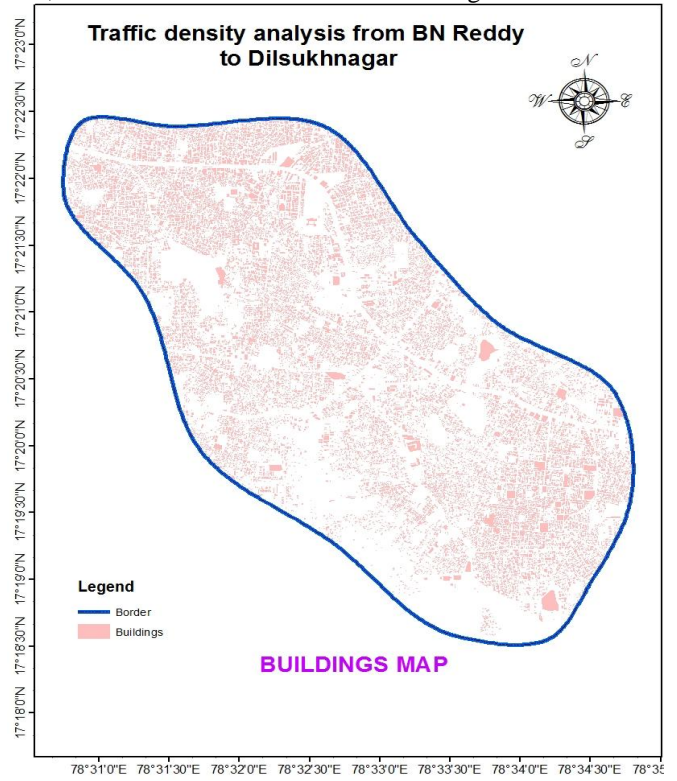 Traffic density analysis from BN Reddy
to Dilsukhnagar
N
W
E
S
17°23'0"N
17°22'30"N
17°22'0"N
17°21'30"N
17°21'0"N
17°20'30"N
17°20'0"N
17°19'30"N
17°19'0"N
17°18'30"N
17°18'0"N
Legend
Border
Buildings
BUILDINGS MAP
78°31'0"E 78°31'30"E 78°32'0"E 78°32'30"E 78°33'0"E 78°33'30"E 78°34'0"E 78°34'30"E